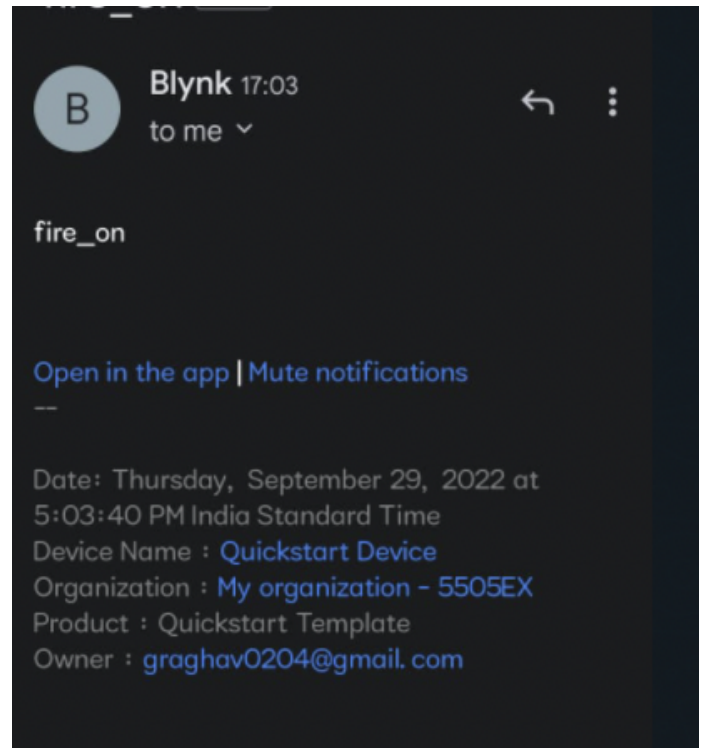 Blynk 17:03
to me
fire_on
Open in the app | Mute notifications
--
Date: Thursday, September 29, 2022 at
5:03:40 PM India Standard Time
Device Name : Quickstart Device
Organization : My organization - 5505EX
Product : Quickstart Template
Owner : graghav0204@gmail. com